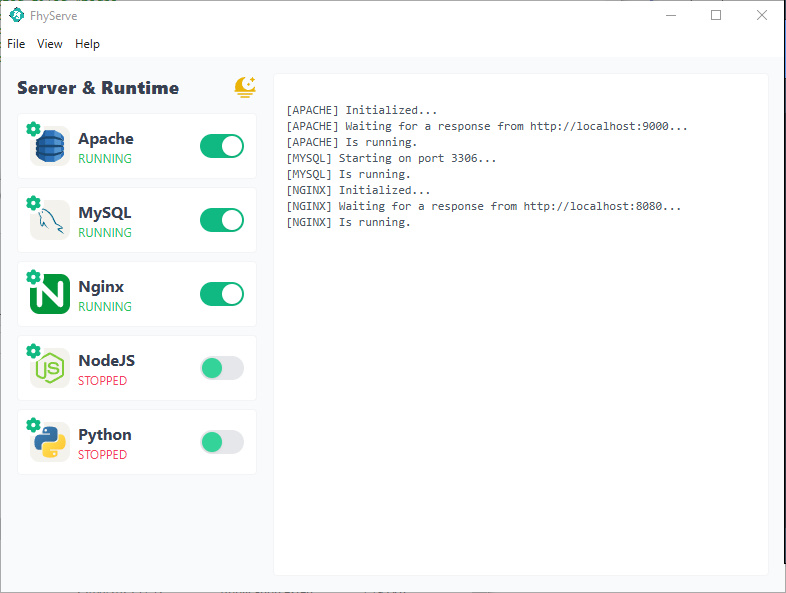 FhyServe
File View Help
Server & Runtime
Apache
RUNNING
MySQL
RUNNING
Nginx
RUNNING
N
NodeJS
STOPPED
JS
Python
STOPPED
[APACHE] Initialized...
[APACHE] Waiting for a response from http://localhost:9000...
[APACHE] Is running.
[MYSQL] Starting on port 3306...
[MYSQL] Is running.
[NGINX] Initialized...
[NGINX] Waiting for a response from http://localhost:8080...
[NGINX] Is running.